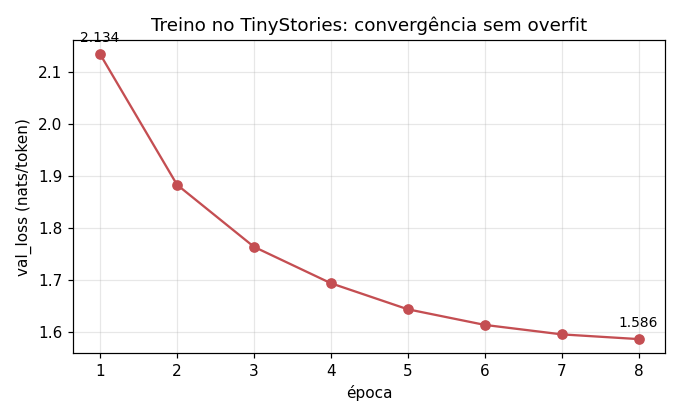 Treino no TinyStories: convergência sem overfit
2.134
2.1
2.0
1.9
1.8
1.7
1.6
val_loss (nats/token)
1.586
1 2 3 4 5 6 7 8
época